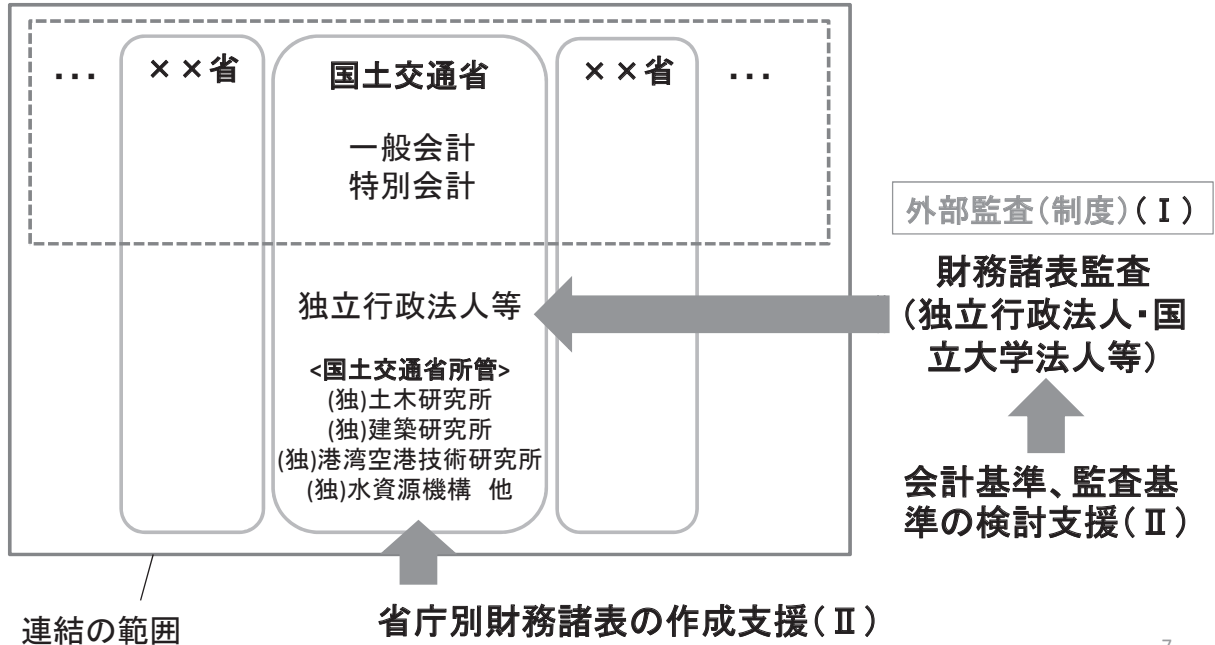 ... ××省 国土交通省 ××省 ...
一般会計
特別会計
独立行政法人等
<国土交通省所管>
(独)土木研究所
(独)建築研究所
(独)港湾空港技術研究所
(独)水資源機構 他
外部監査(制度)(Ⅰ)
財務諸表監査
(独立行政法人・国
立大学法人等)
会計基準、監査基
準の検討支援(Ⅱ)
連結の範囲
省庁別財務諸表の作成支援(Ⅱ)
7